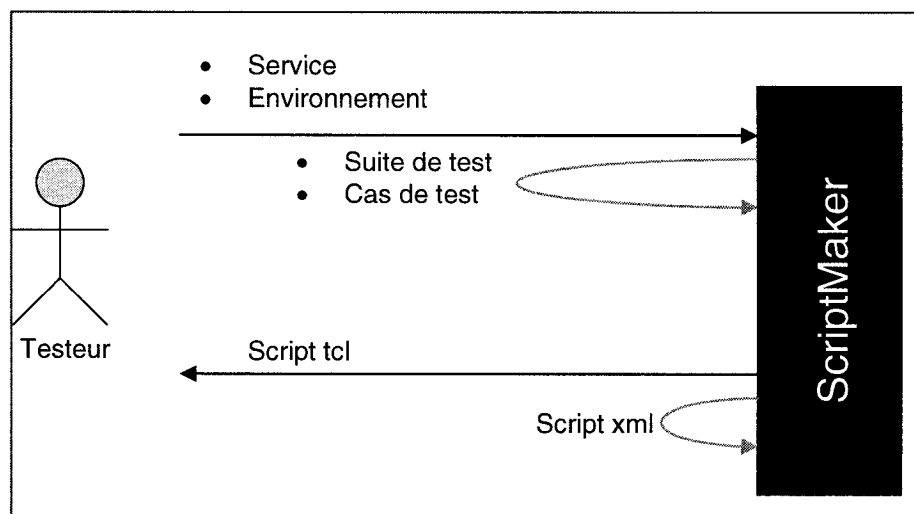 • Service
• Environnement
• Suite de test
• Cas de test
ScriptMaker
Testeur
Script tcl
Script xml